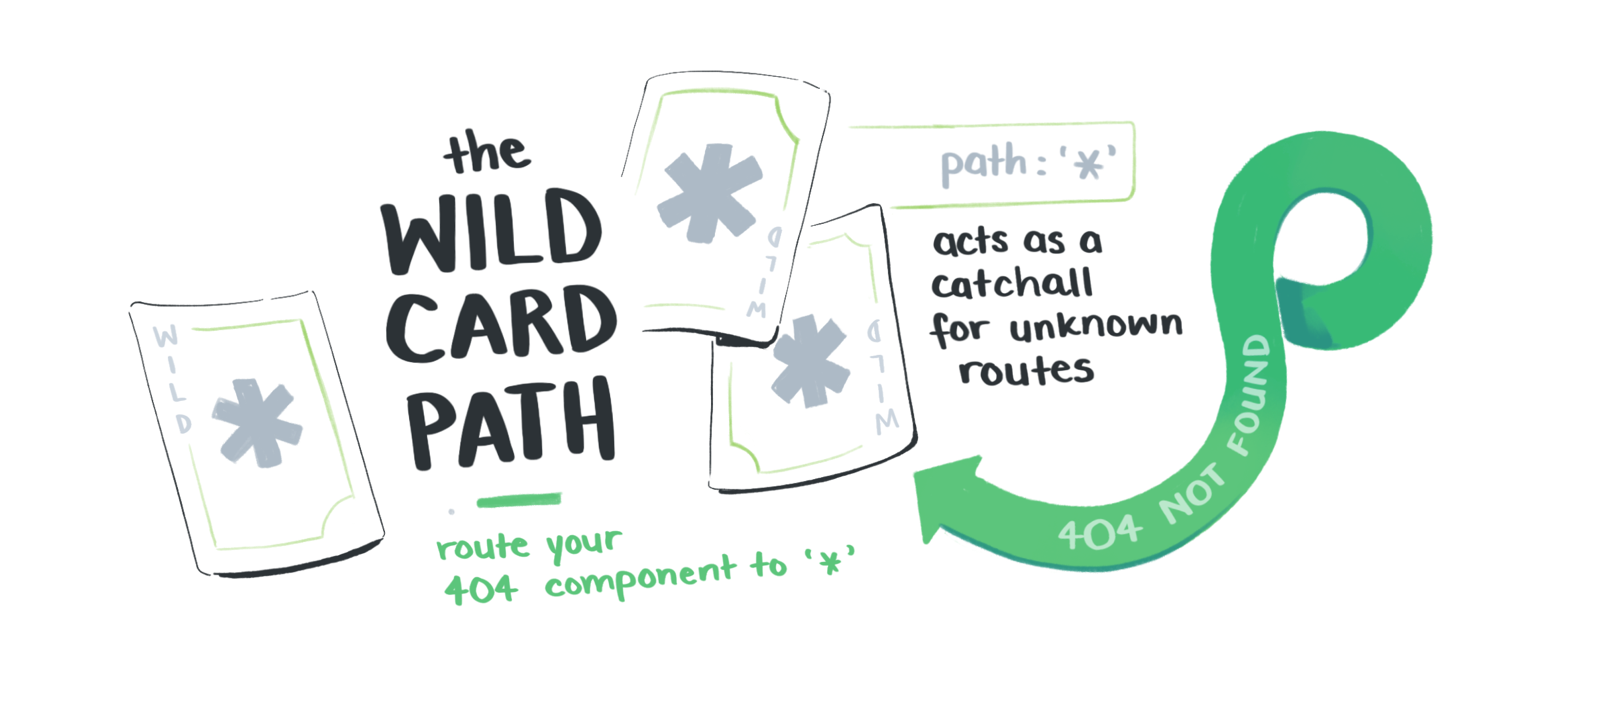 the
WILD
CARD
PATH
route your
404 component to '*'
WILD
WILD
WILD
path: '*'
acts as a
catchall
for unknown
routes
404 NOT FOUND